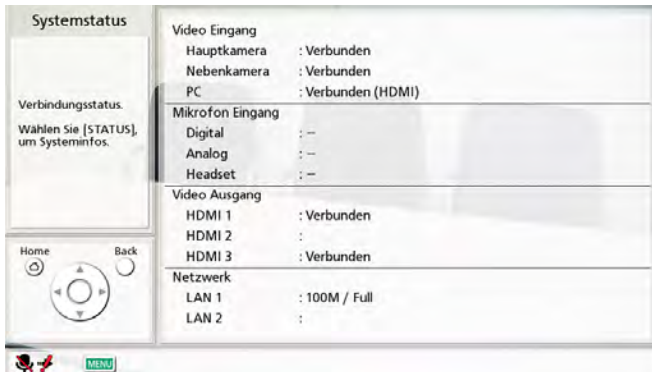 Systemstatus
Verbindungsstatus.
Wählen Sie [STATUS],
um Systeminfos.
Home Back
Video Eingang
Hauptkamera : Verbunden
Nebenkamera : Verbunden
PC : Verbunden (HDMI)
Mikrofon Eingang
Digital : --
Analog : --
Headset : --
Video Ausgang
HDMI 1 : Verbunden
HDMI 2 :
HDMI 3 : Verbunden
Netzwerk
LAN 1 : 100M / Full
LAN 2 :
MENU